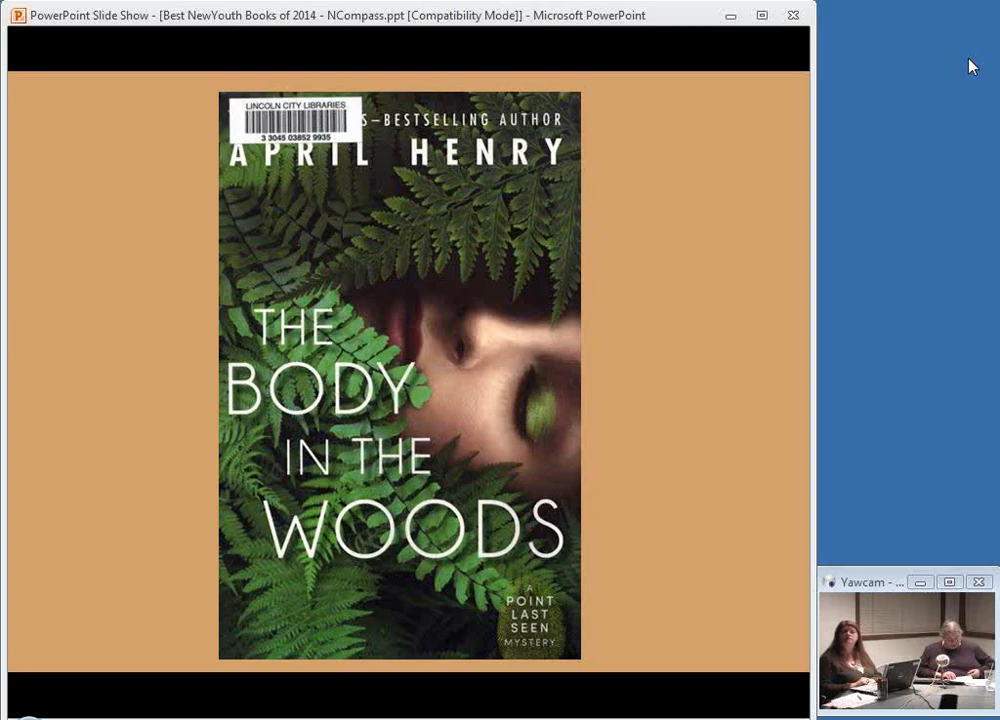 PowerPoint Slide Show - [Best NewYouth Books of 2014 - NCompass.ppt [Compatibility Mode]] - Microsoft PowerPoint
LINCOLN CITY LIBRARIES
3 3045 03852 9935
S-BESTSELLING AUTHOR
APRIL HENRY
THE
BODY
IN THE
WOODS
A
POINT
LAST
SEEN
MYSTERY
Yawcam - ...